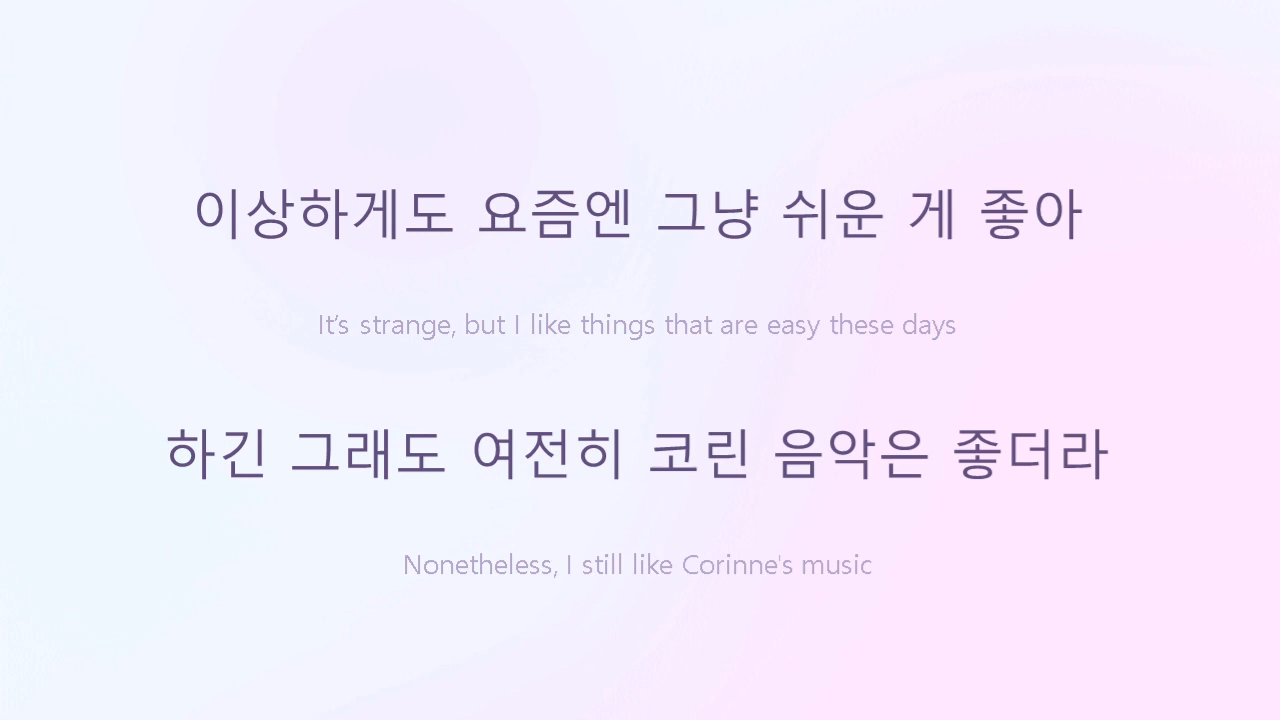 이상하게도 요즘엔 그냥 쉬운 게 좋아
It's strange, but I like things that are easy these days
하긴 그래도 여전히 코린 음악은 좋더라
Nonetheless, I still like Corinne's music